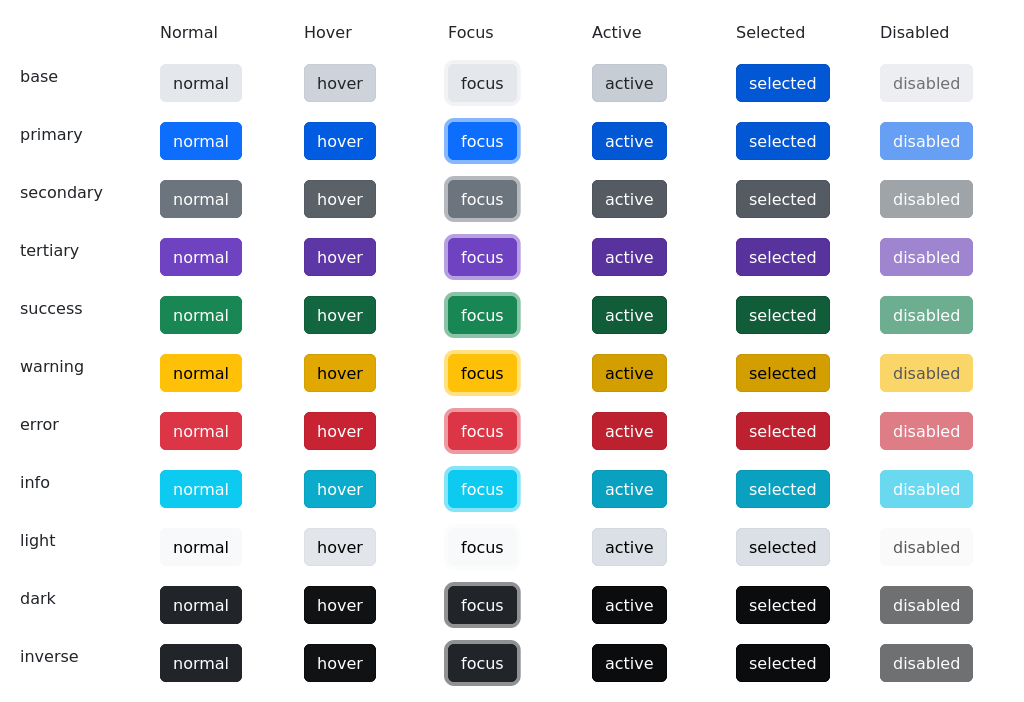 Normal Hover Focus Active Selected Disabled
base normal hover focus active selected disabled
primary normal hover focus active selected disabled
secondary normal hover focus active selected disabled
tertiary normal hover focus active selected disabled
success normal hover focus active selected disabled
warning normal hover focus active selected disabled
error normal hover focus active selected disabled
info normal hover focus active selected disabled
light normal hover focus active selected disabled
dark normal hover focus active selected disabled
inverse normal hover focus active selected disabled